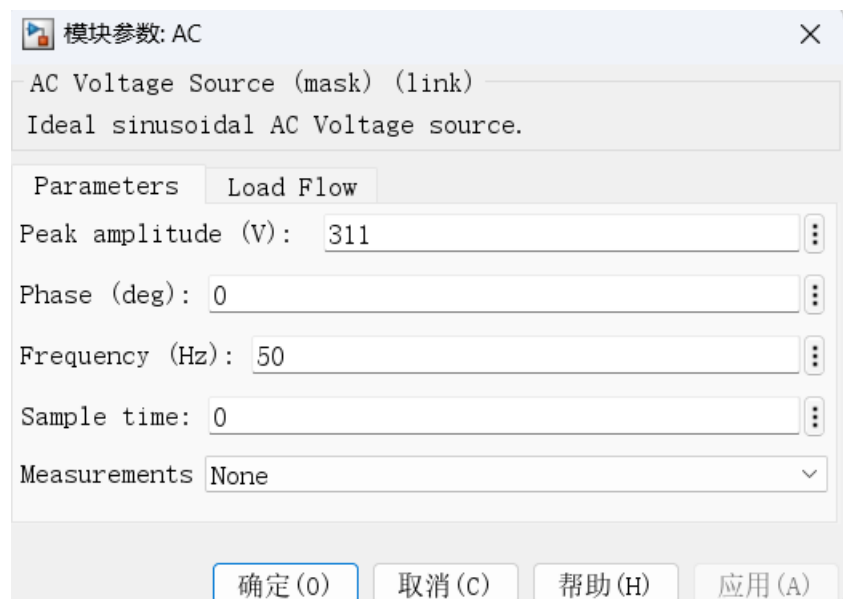 模块参数: AC
AC Voltage Source (mask) (link)
Ideal sinusoidal AC Voltage source.
Parameters Load Flow
Peak amplitude (V): 311
Phase (deg): 0
Frequency (Hz): 50
Sample time: 0
Measurements None
确定(O) 取消(C) 帮助(H) 应用(A)